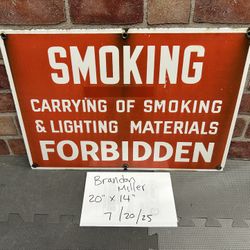 SMOKING
CARRYING OF SMOKING
& LIGHTING MATERIALS
FORBIDDEN
Brandon
Miller
20" x 14"
7/20/25